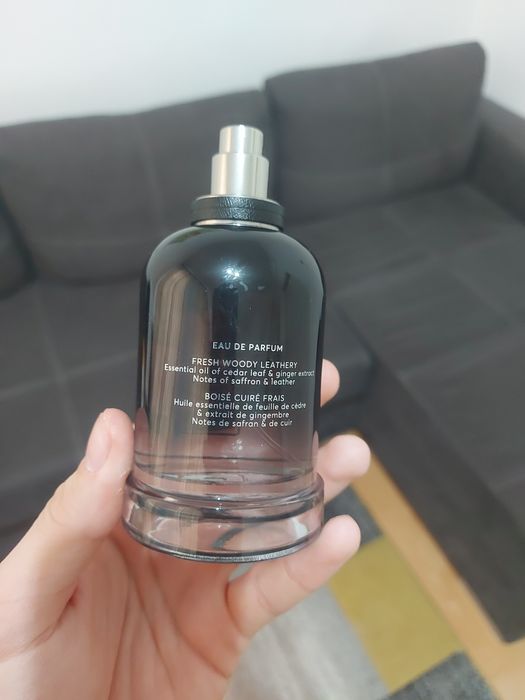 EAU DE PARFUM
FRESH WOODY LEATHERY
Essential oil of cedar leaf & ginger extract
Notes of saffron & leather
BOISÉ CUIRÉ FRAIS
Huile essentielle de feuille de cèdre
& extrait de gingembre
Notes de safran & de cuir